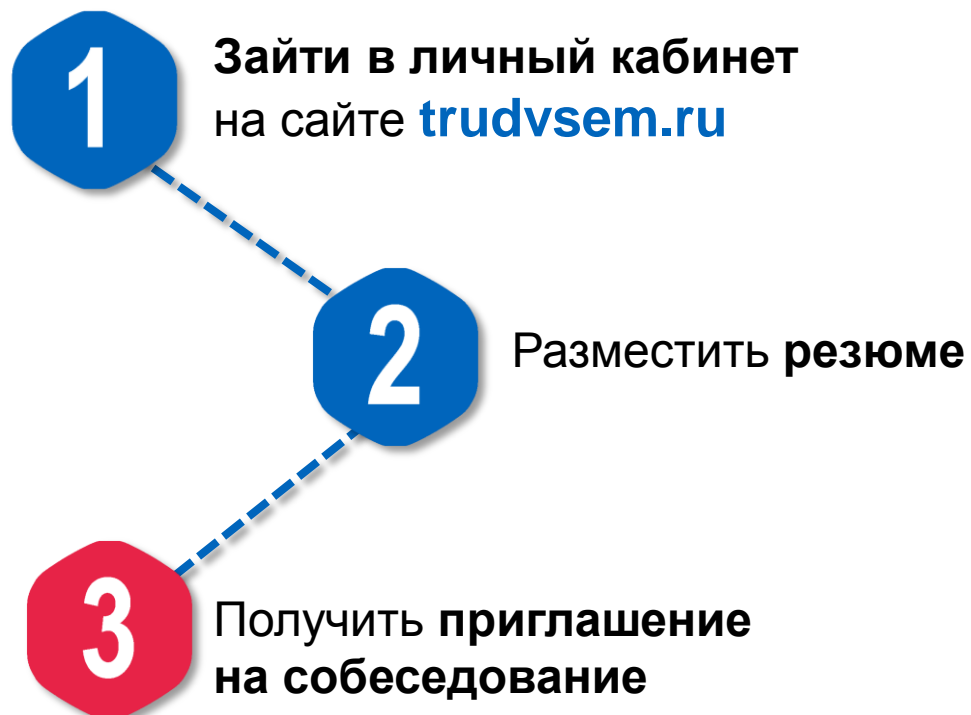 1
Зайти в личный кабинет
на сайте trudvsem.ru
2
Разместить резюме
3
Получить приглашение
на собеседование